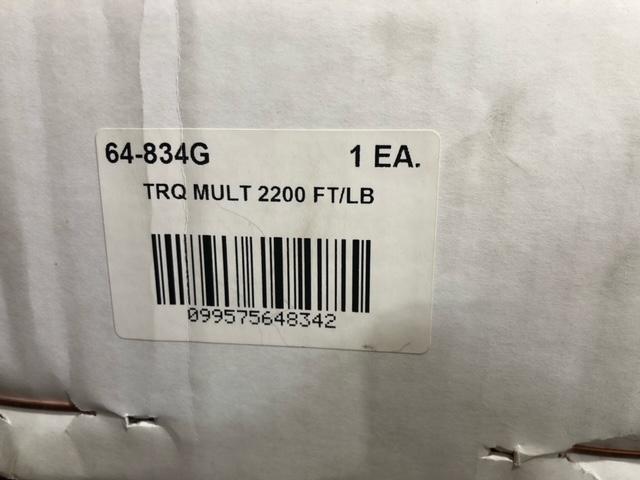 64-834G 1 EA.
TRQ MULT 2200 FT/LB
099575648342